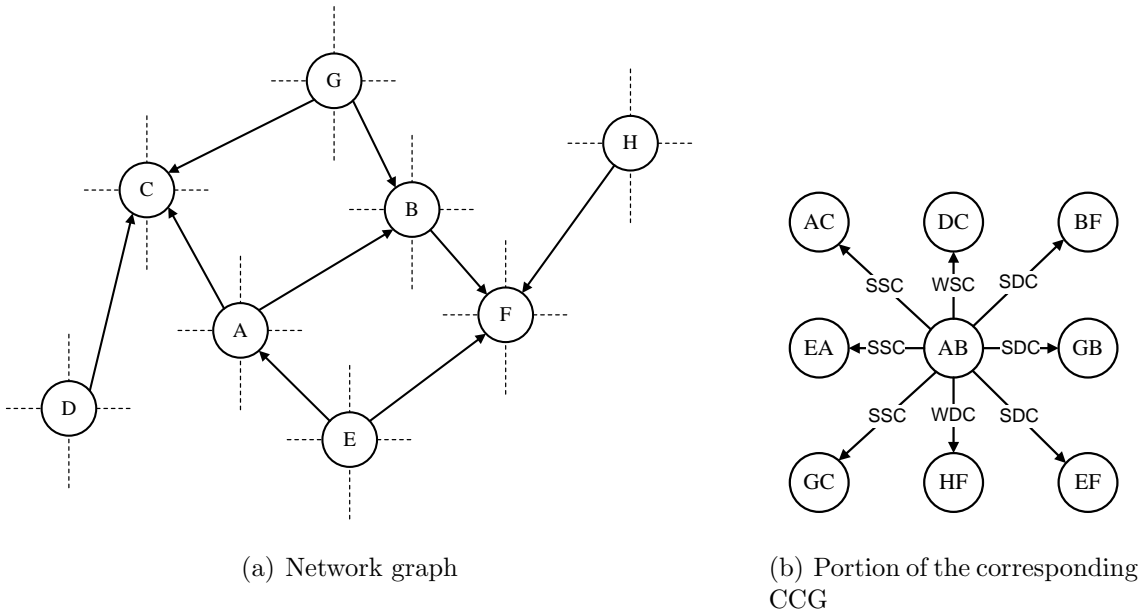 G
H
C
B
A
F
D
E
AC
DC
BF
SSC
WSC
SDC
EA
SSC
AB
SDC
GB
SSC
WDC
SDC
GC
HF
EF
(a) Network graph
(b) Portion of the corresponding
CCG